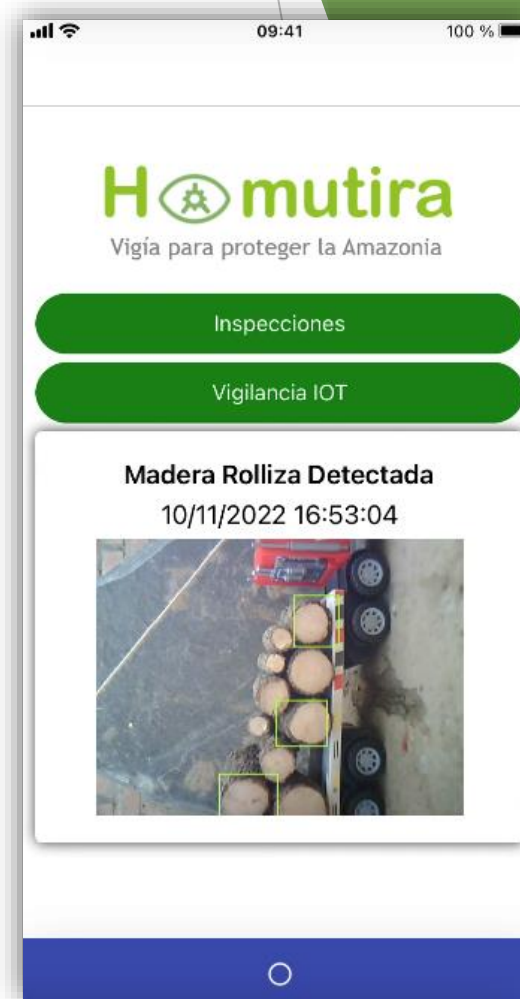 09:41
100 %
Homutira
Vigía para proteger la Amazonia
Inspecciones
Vigilancia IOT
Madera Rolliza Detectada
10/11/2022 16:53:04